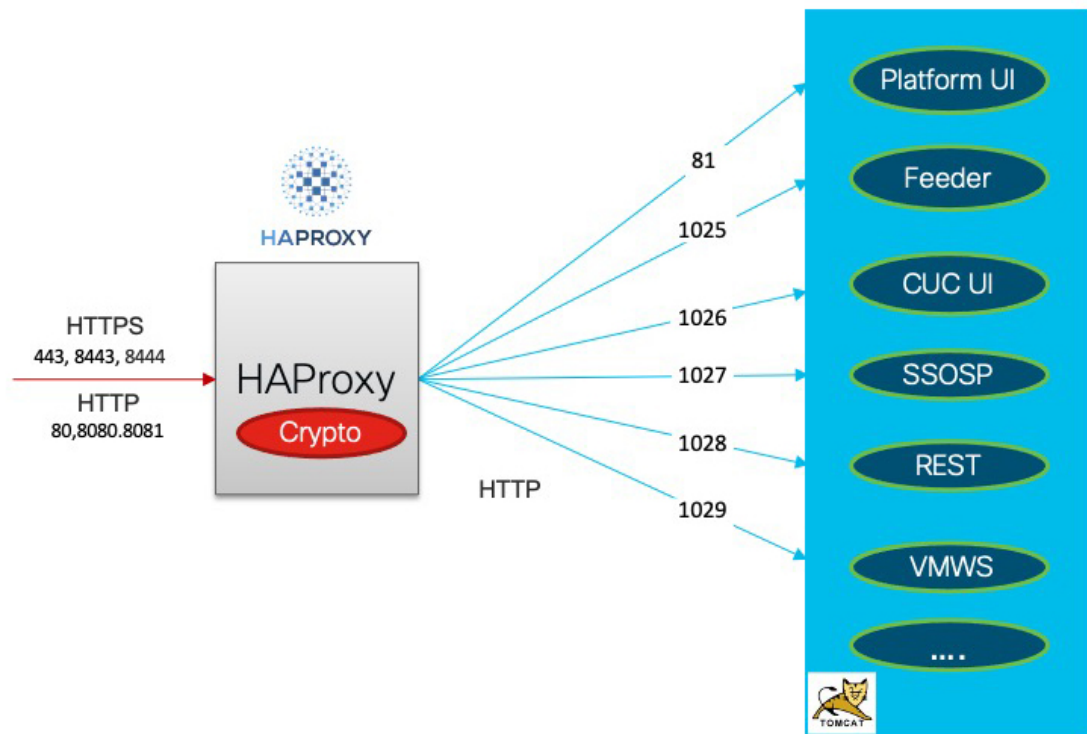 HAPROXY
HTTPS
443, 8443, 8444
HTTP
80,8080.8081
HAProxy
Crypto
HTTP
81
1025
1026
1027
1028
1029
Platform UI
Feeder
CUC UI
SSOSP
REST
VMWS
....
TOMCAT